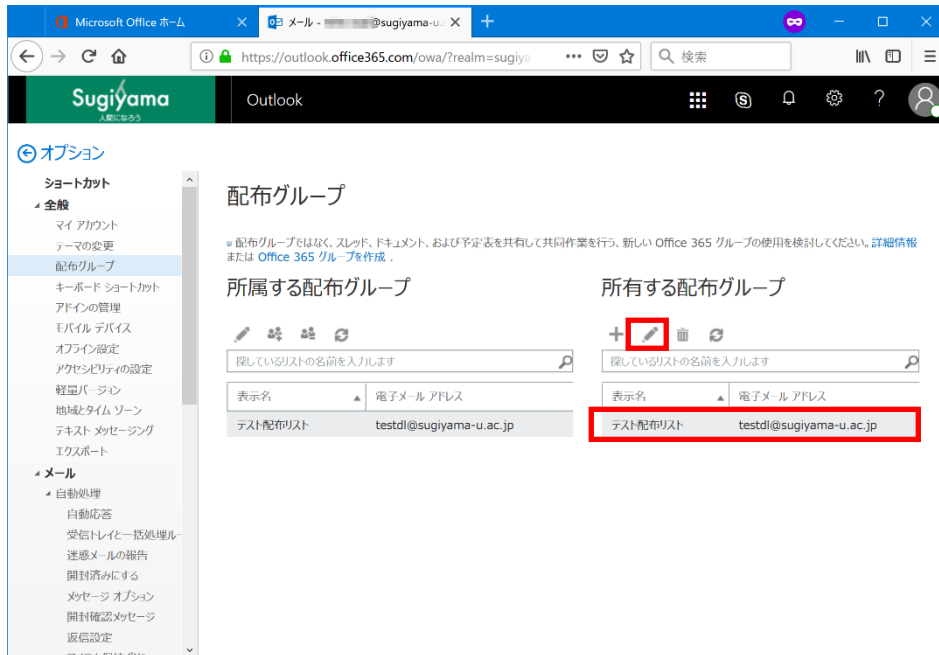 Microsoft Office ホーム
メール - @sugiyama-u.
https://outlook.office365.com/owa/?realm=sugiya
検索
Sugiyama
人間になろう
Outlook
オプション
ショートカット
全般
マイ アカウント
テーマの変更
配布グループ
キーボード ショートカット
アドインの管理
モバイル デバイス
オフライン設定
アクセシビリティの設定
軽量バージョン
地域とタイム ゾーン
テキスト メッセージング
エクスポート
メール
自動処理
自動応答
受信トレイと一括処理ルー
迷惑メールの報告
開封済みにする
メッセージ オプション
開封確認メッセージ
返信設定
配布グループ
配布グループではなく、スレッド、ドキュメント、および予定表を共有して共同作業を行う、新しい Office 365 グループの使用を検討してください。詳細情報
または Office 365 グループを作成 .
所属する配布グループ
探しているリストの名前を入力します
表示名 電子メール アドレス
テスト配布リスト testdl@sugiyama-u.ac.jp
所有する配布グループ
探しているリストの名前を入力します
表示名 電子メール アドレス
テスト配布リスト testdl@sugiyama-u.ac.jp